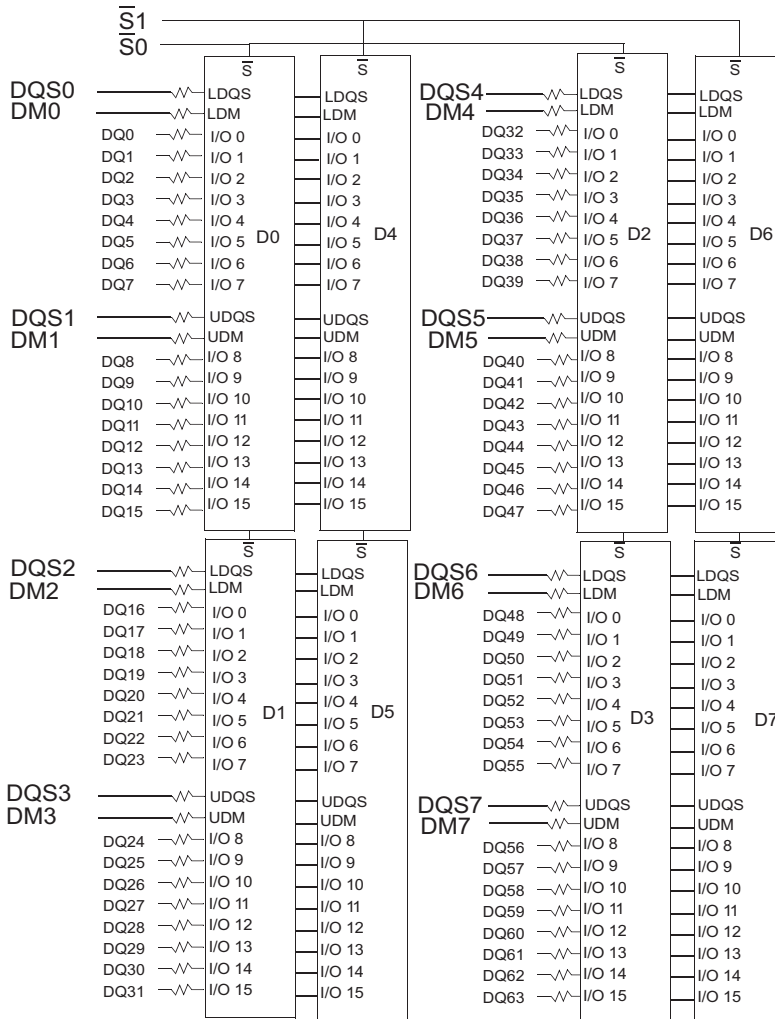 S̅1
S̅0
S̅ S̅ S̅ S̅
DQS0 LDQS LDQS DQS4 LDQS LDQS
DM0 LDM LDM DM4 LDM LDM
DQ0 I/O 0 I/O 0 DQ32 I/O 0 I/O 0
DQ1 I/O 1 I/O 1 DQ33 I/O 1 I/O 1
DQ2 I/O 2 I/O 2 DQ34 I/O 2 I/O 2
DQ3 I/O 3 I/O 3 DQ35 I/O 3 I/O 3
DQ4 I/O 4 I/O 4 DQ36 I/O 4 I/O 4
DQ5 I/O 5 D0 I/O 5 D4 DQ37 I/O 5 D2 I/O 5 D6
DQ6 I/O 6 I/O 6 DQ38 I/O 6 I/O 6
DQ7 I/O 7 I/O 7 DQ39 I/O 7 I/O 7
DQS1 UDQS UDQS DQS5 UDQS UDQS
DM1 UDM UDM DM5 UDM UDM
DQ8 I/O 8 I/O 8 DQ40 I/O 8 I/O 8
DQ9 I/O 9 I/O 9 DQ41 I/O 9 I/O 9
DQ10 I/O 10 I/O 10 DQ42 I/O 10 I/O 10
DQ11 I/O 11 I/O 11 DQ43 I/O 11 I/O 11
DQ12 I/O 12 I/O 12 DQ44 I/O 12 I/O 12
DQ13 I/O 13 I/O 13 DQ45 I/O 13 I/O 13
DQ14 I/O 14 I/O 14 DQ46 I/O 14 I/O 14
DQ15 I/O 15 I/O 15 DQ47 I/O 15 I/O 15
S̅ S̅ S̅ S̅
DQS2 LDQS LDQS DQS6 LDQS LDQS
DM2 LDM LDM DM6 LDM LDM
DQ16 I/O 0 I/O 0 DQ48 I/O 0 I/O 0
DQ17 I/O 1 I/O 1 DQ49 I/O 1 I/O 1
DQ18 I/O 2 I/O 2 DQ50 I/O 2 I/O 2
DQ19 I/O 3 I/O 3 DQ51 I/O 3 I/O 3
DQ20 I/O 4 I/O 4 DQ52 I/O 4 I/O 4
DQ21 I/O 5 D1 I/O 5 D5 DQ53 I/O 5 D3 I/O 5 D7
DQ22 I/O 6 I/O 6 DQ54 I/O 6 I/O 6
DQ23 I/O 7 I/O 7 DQ55 I/O 7 I/O 7
DQS3 UDQS UDQS DQS7 UDQS UDQS
DM3 UDM UDM DM7 UDM UDM
DQ24 I/O 8 I/O 8 DQ56 I/O 8 I/O 8
DQ25 I/O 9 I/O 9 DQ57 I/O 9 I/O 9
DQ26 I/O 10 I/O 10 DQ58 I/O 10 I/O 10
DQ27 I/O 11 I/O 11 DQ59 I/O 11 I/O 11
DQ28 I/O 12 I/O 12 DQ60 I/O 12 I/O 12
DQ29 I/O 13 I/O 13 DQ61 I/O 13 I/O 13
DQ30 I/O 14 I/O 14 DQ62 I/O 14 I/O 14
DQ31 I/O 15 I/O 15 DQ63 I/O 15 I/O 15